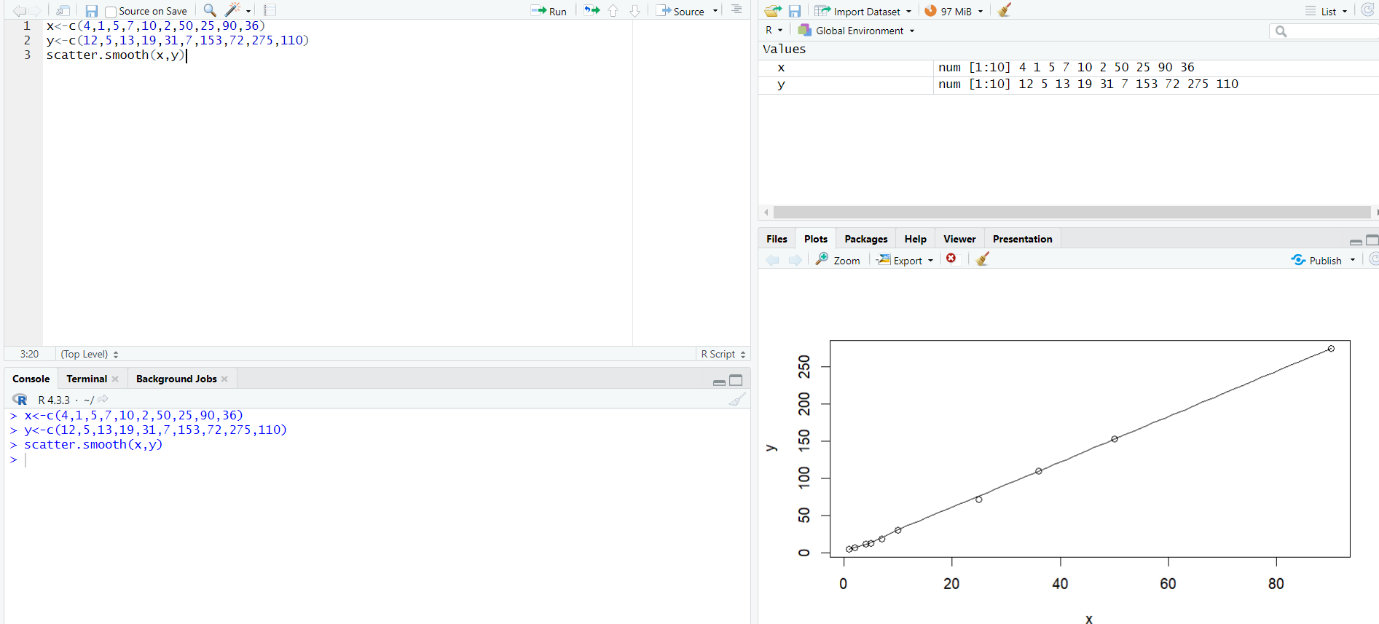 Source on Save Run Source
1 x<-c(4,1,5,7,10,2,50,25,90,36)
2 y<-c(12,5,13,19,31,7,153,72,275,110)
3 scatter.smooth(x,y)
3:20 (Top Level) R Script
Console Terminal Background Jobs
R R 4.3.3 · ~/
> x<-c(4,1,5,7,10,2,50,25,90,36)
> y<-c(12,5,13,19,31,7,153,72,275,110)
> scatter.smooth(x,y)
>
Import Dataset 97 MiB List
R Global Environment
Values
x num [1:10] 4 1 5 7 10 2 50 25 90 36
y num [1:10] 12 5 13 19 31 7 153 72 275 110
Files Plots Packages Help Viewer Presentation
Zoom Export Publish
250
200
150
100
50
0
y
0 20 40 60 80
x